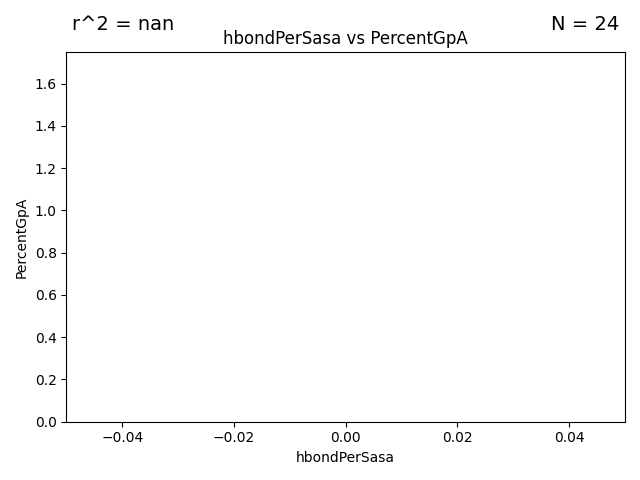 r^2 = nan
N = 24
hbondPerSasa vs PercentGpA
PercentGpA
1.6
1.4
1.2
1.0
0.8
0.6
0.4
0.2
0.0
−0.04
−0.02
0.00
0.02
0.04
hbondPerSasa